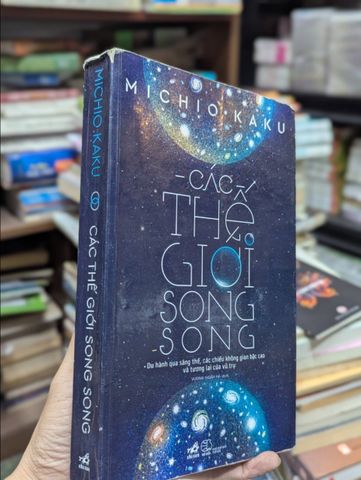 MICHIO KAKU
CÁC
THẾ
GIỚI
SONG
SONG
- Du hành qua sáng thế, các chiều không gian bậc cao
và tương lai của vũ trụ -
MICHIO KAKU
CÁC THẾ GIỚI SONG SONG